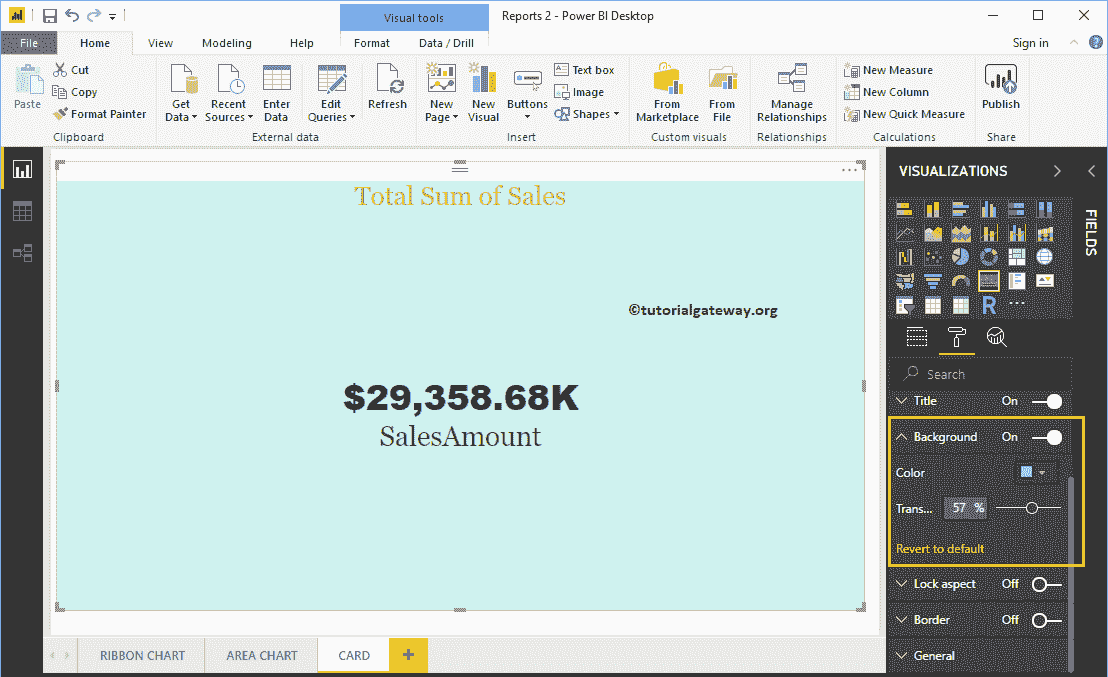 Visual tools
Reports 2 - Power BI Desktop
File Home View Modeling Help Format Data / Drill Sign in
Paste
Cut
Copy
Format Painter
Clipboard
Get Data
Recent Sources
Enter Data
Edit Queries
External data
Refresh
New Page
New Visual
Buttons
Text box
Image
Shapes
Insert
From Marketplace
From File
Custom visuals
Manage Relationships
Relationships
New Measure
New Column
New Quick Measure
Calculations
Publish
Share
Total Sum of Sales
©tutorialgateway.org
$29,358.68K
SalesAmount
VISUALIZATIONS
FIELDS
R
Search
Title On
Background On
Color
Trans... 57 %
Revert to default
Lock aspect Off
Border Off
General
RIBBON CHART AREA CHART CARD +